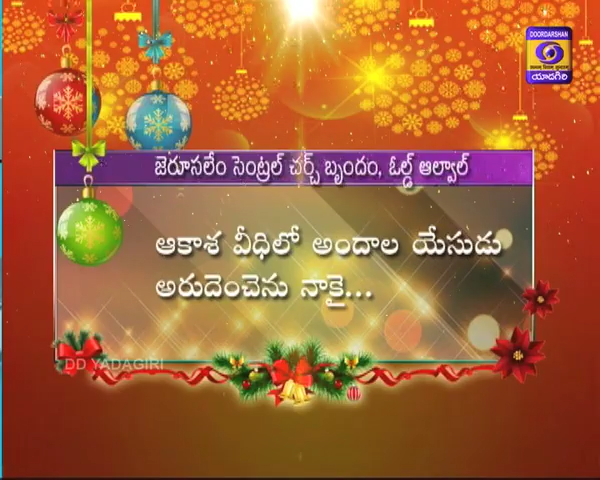 DOORDARSHAN
యాదగిరి
జెరూసలేం సెంట్రల్ చర్చ్ బృందం, ఓల్డ్ ఆల్వాల్
ఆకాశ వీధిలో అందాల యేసుడు
అరుదెంచెను నాకై...
DD YADAGIRI